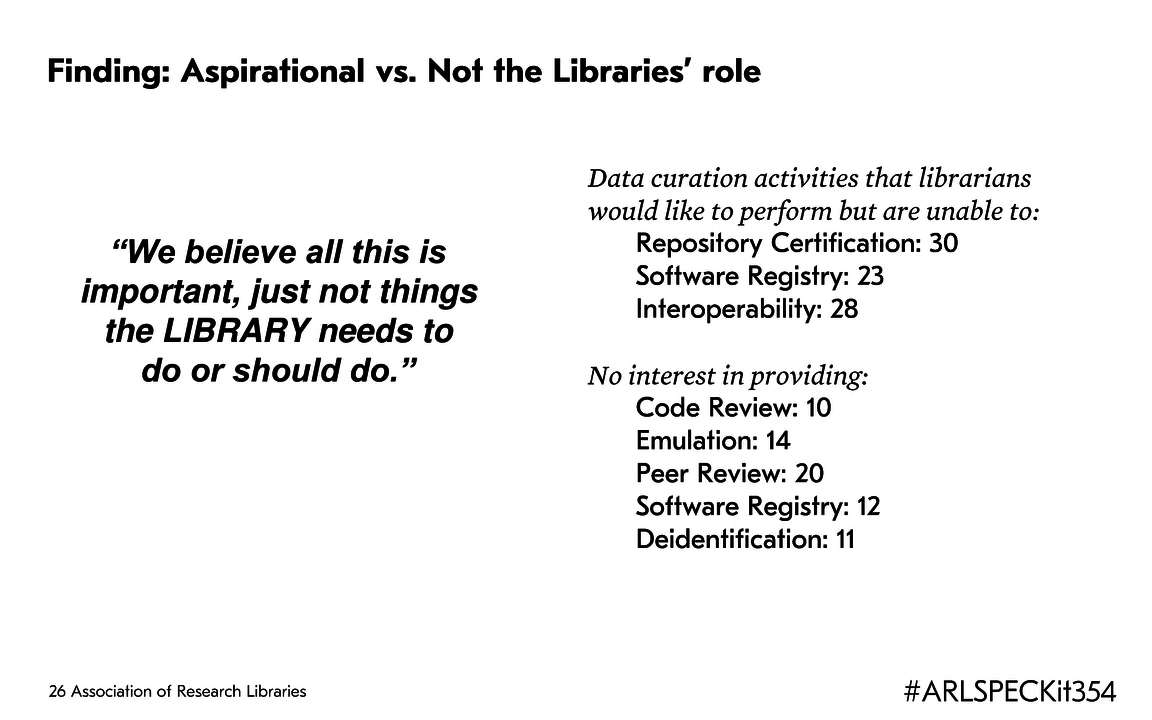 Finding: Aspirational vs. Not the Libraries’ role
“We believe all this is
important, just not things
the LIBRARY needs to
do or should do.”
Data curation activities that librarians
would like to perform but are unable to:
Repository Certification: 30
Software Registry: 23
Interoperability: 28
No interest in providing:
Code Review: 10
Emulation: 14
Peer Review: 20
Software Registry: 12
Deidentification: 11
26 Association of Research Libraries
#ARLSPECKit354